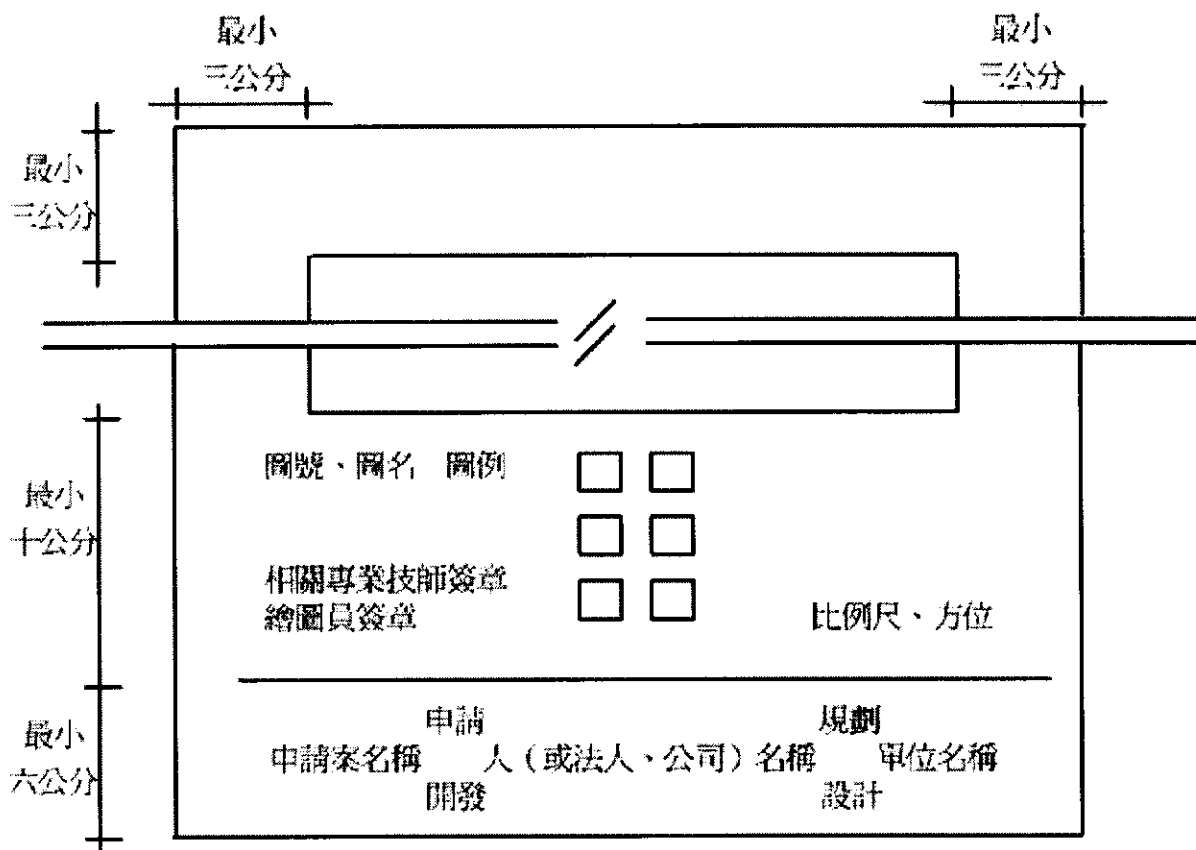 最小
三公分
最小
三公分
最小
三公分
圖號、圖名 圖例
最小
十公分
相關專業技師簽章
繪圖員簽章
比例尺、方位
最小
六公分
申請 規劃
申請案名稱 人（或法人、公司）名稱 單位名稱
開發 設計